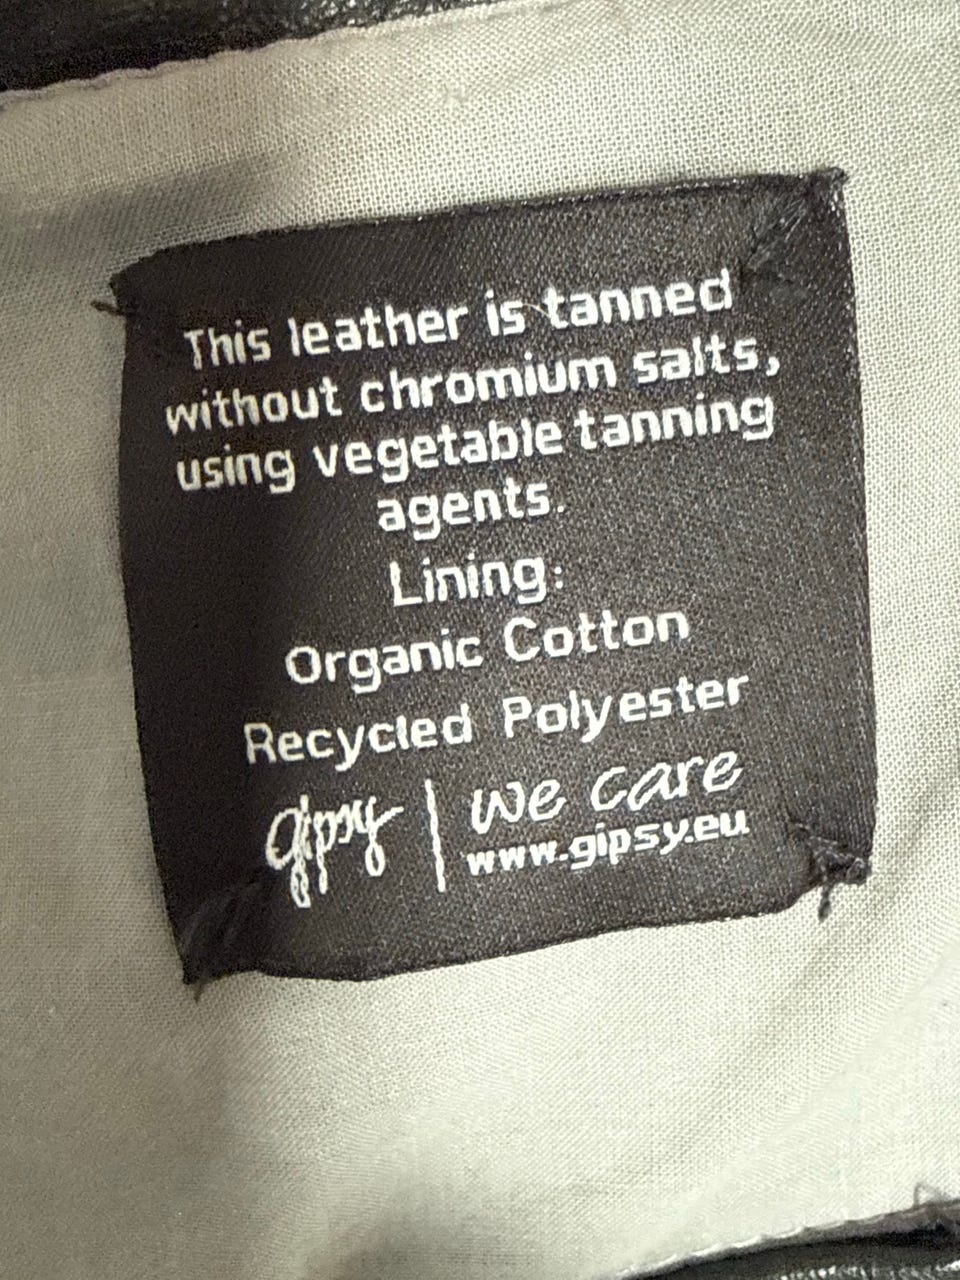 This leather is tanned
without chromium salts,
using vegetable tanning
agents.
Lining:
Organic Cotton
Recycled Polyester
gipsy | we care
www.gipsy.eu